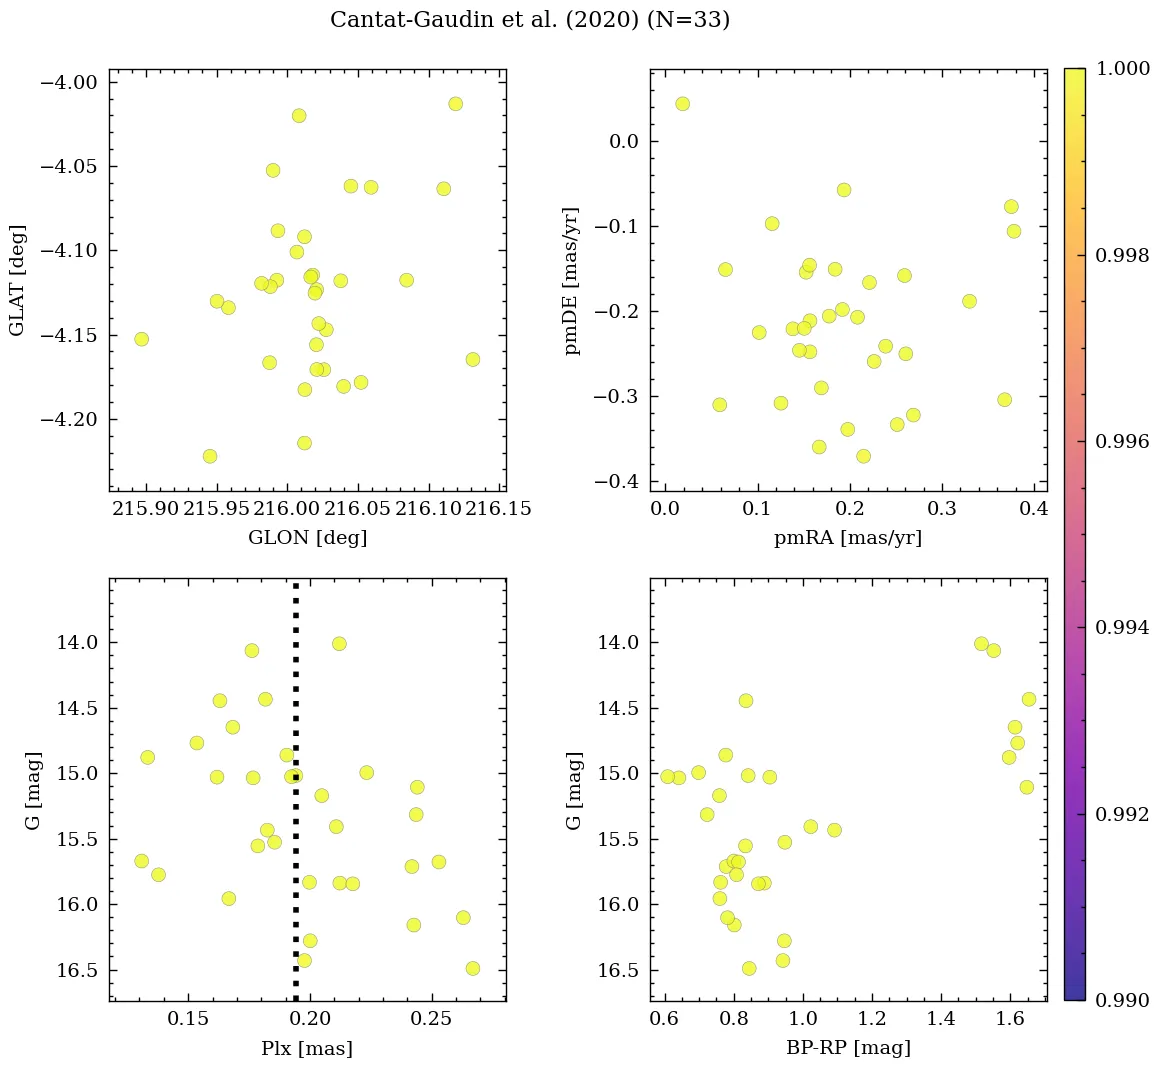 Cantat-Gaudin et al. (2020) (N=33)
−4.00
−4.05
−4.10
−4.15
−4.20
GLAT [deg]
215.90 215.95 216.00 216.05 216.10 216.15
GLON [deg]
0.0
−0.1
−0.2
−0.3
−0.4
pmDE [mas/yr]
0.0 0.1 0.2 0.3 0.4
pmRA [mas/yr]
14.0
14.5
15.0
15.5
16.0
16.5
G [mag]
0.15 0.20 0.25
Plx [mas]
14.0
14.5
15.0
15.5
16.0
16.5
G [mag]
0.6 0.8 1.0 1.2 1.4 1.6
BP-RP [mag]
1.000
0.998
0.996
0.994
0.992
0.990